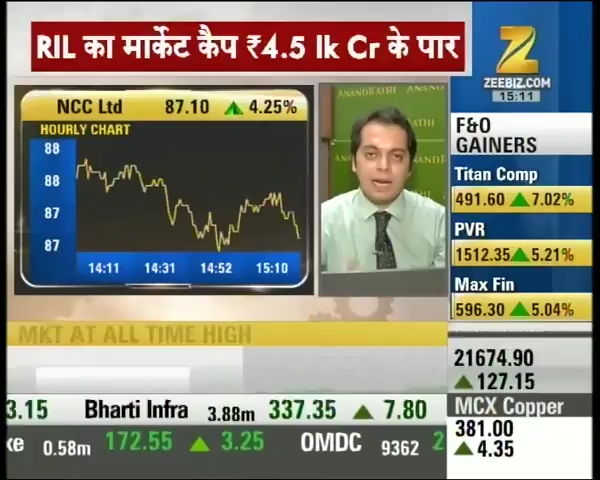 RIL का मार्केट कैप ₹4.5 lk Cr के पार
Z
ZEEBIZ.COM
15:11
NCC Ltd 87.10 4.25%
HOURLY CHART
88
88
87
87
14:11 14:31 14:52 15:10
ANANDRATHI
F&O
GAINERS
Titan Comp
491.60 7.02%
PVR
1512.35 5.21%
Max Fin
596.30 5.04%
MKT AT ALL TIME HIGH
21674.90
127.15
MCX Copper
381.00
4.35
3.15 Bharti Infra 3.88m 337.35 7.80
ke 0.58m 172.55 3.25 OMDC 9362 2